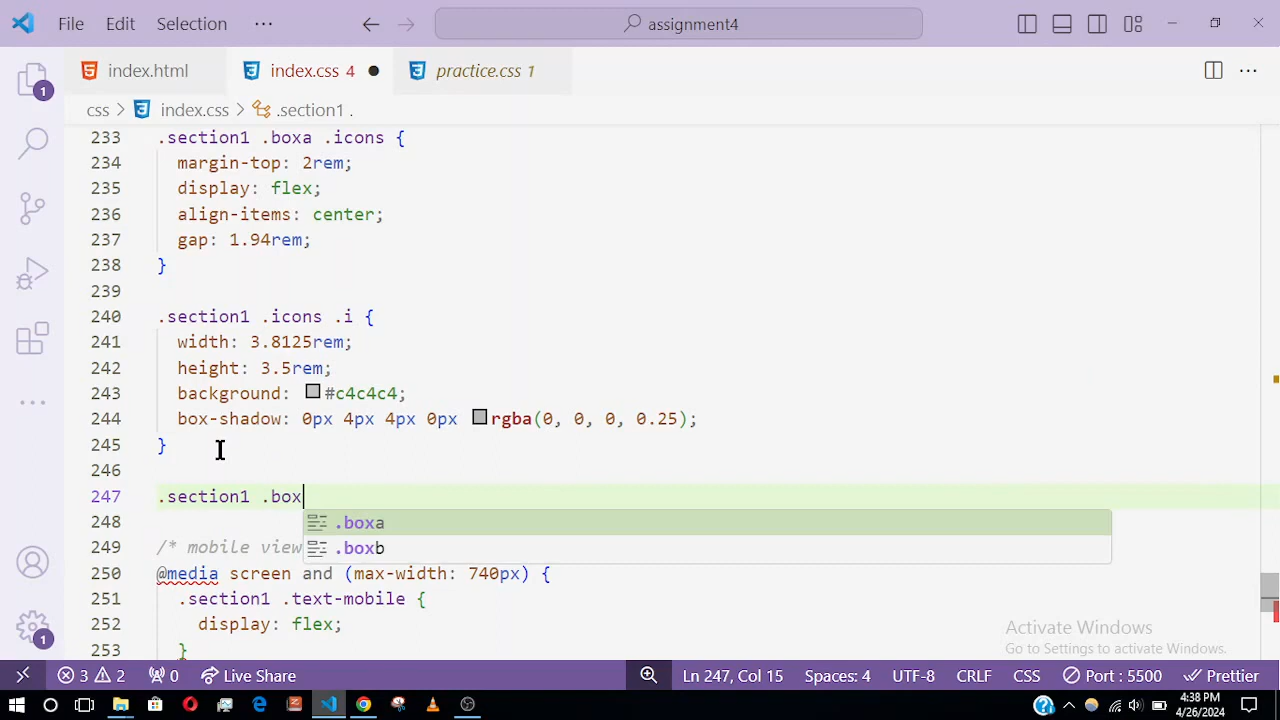 File Edit Selection ··· assignment4
index.html index.css 4 practice.css 1
css > index.css > .section1 .
233 .section1 .boxa .icons {
234 margin-top: 2rem;
235 display: flex;
236 align-items: center;
237 gap: 1.94rem;
238 }
239
240 .section1 .icons .i {
241 width: 3.8125rem;
242 height: 3.5rem;
243 background: #c4c4c4;
244 box-shadow: 0px 4px 4px 0px rgba(0, 0, 0, 0.25);
245 }
246
247 .section1 .box
248 .boxa
.boxb
249 /* mobile view
250 @media screen and (max-width: 740px) {
251 .section1 .text-mobile {
252 display: flex;
253 }
Activate Windows
Go to Settings to activate Windows.
1
1
3 2 0 Live Share Ln 247, Col 15 Spaces: 4 UTF-8 CRLF CSS Port : 5500 Prettier
4:38 PM
4/26/2024